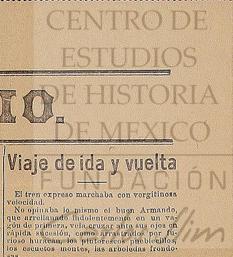 CENTRO DE
ESTUDIOS
DE HISTORIA
DE MEXICO
FUNDACIÓN
Slim
IO.
Viaje de ida y vuelta
El tren expreso marchaba con vertiginosa
velocidad.
No opinaba lo mismo el buen Armando,
que arrellanado indolentemente en un va-
gón de primera, veía cruzar ante sus ojos en
rápida sucesión, como arrastrados por fu-
rioso huracán, los pintorescos pueblecillos,
los escuetos montes, las arboledas frondo-